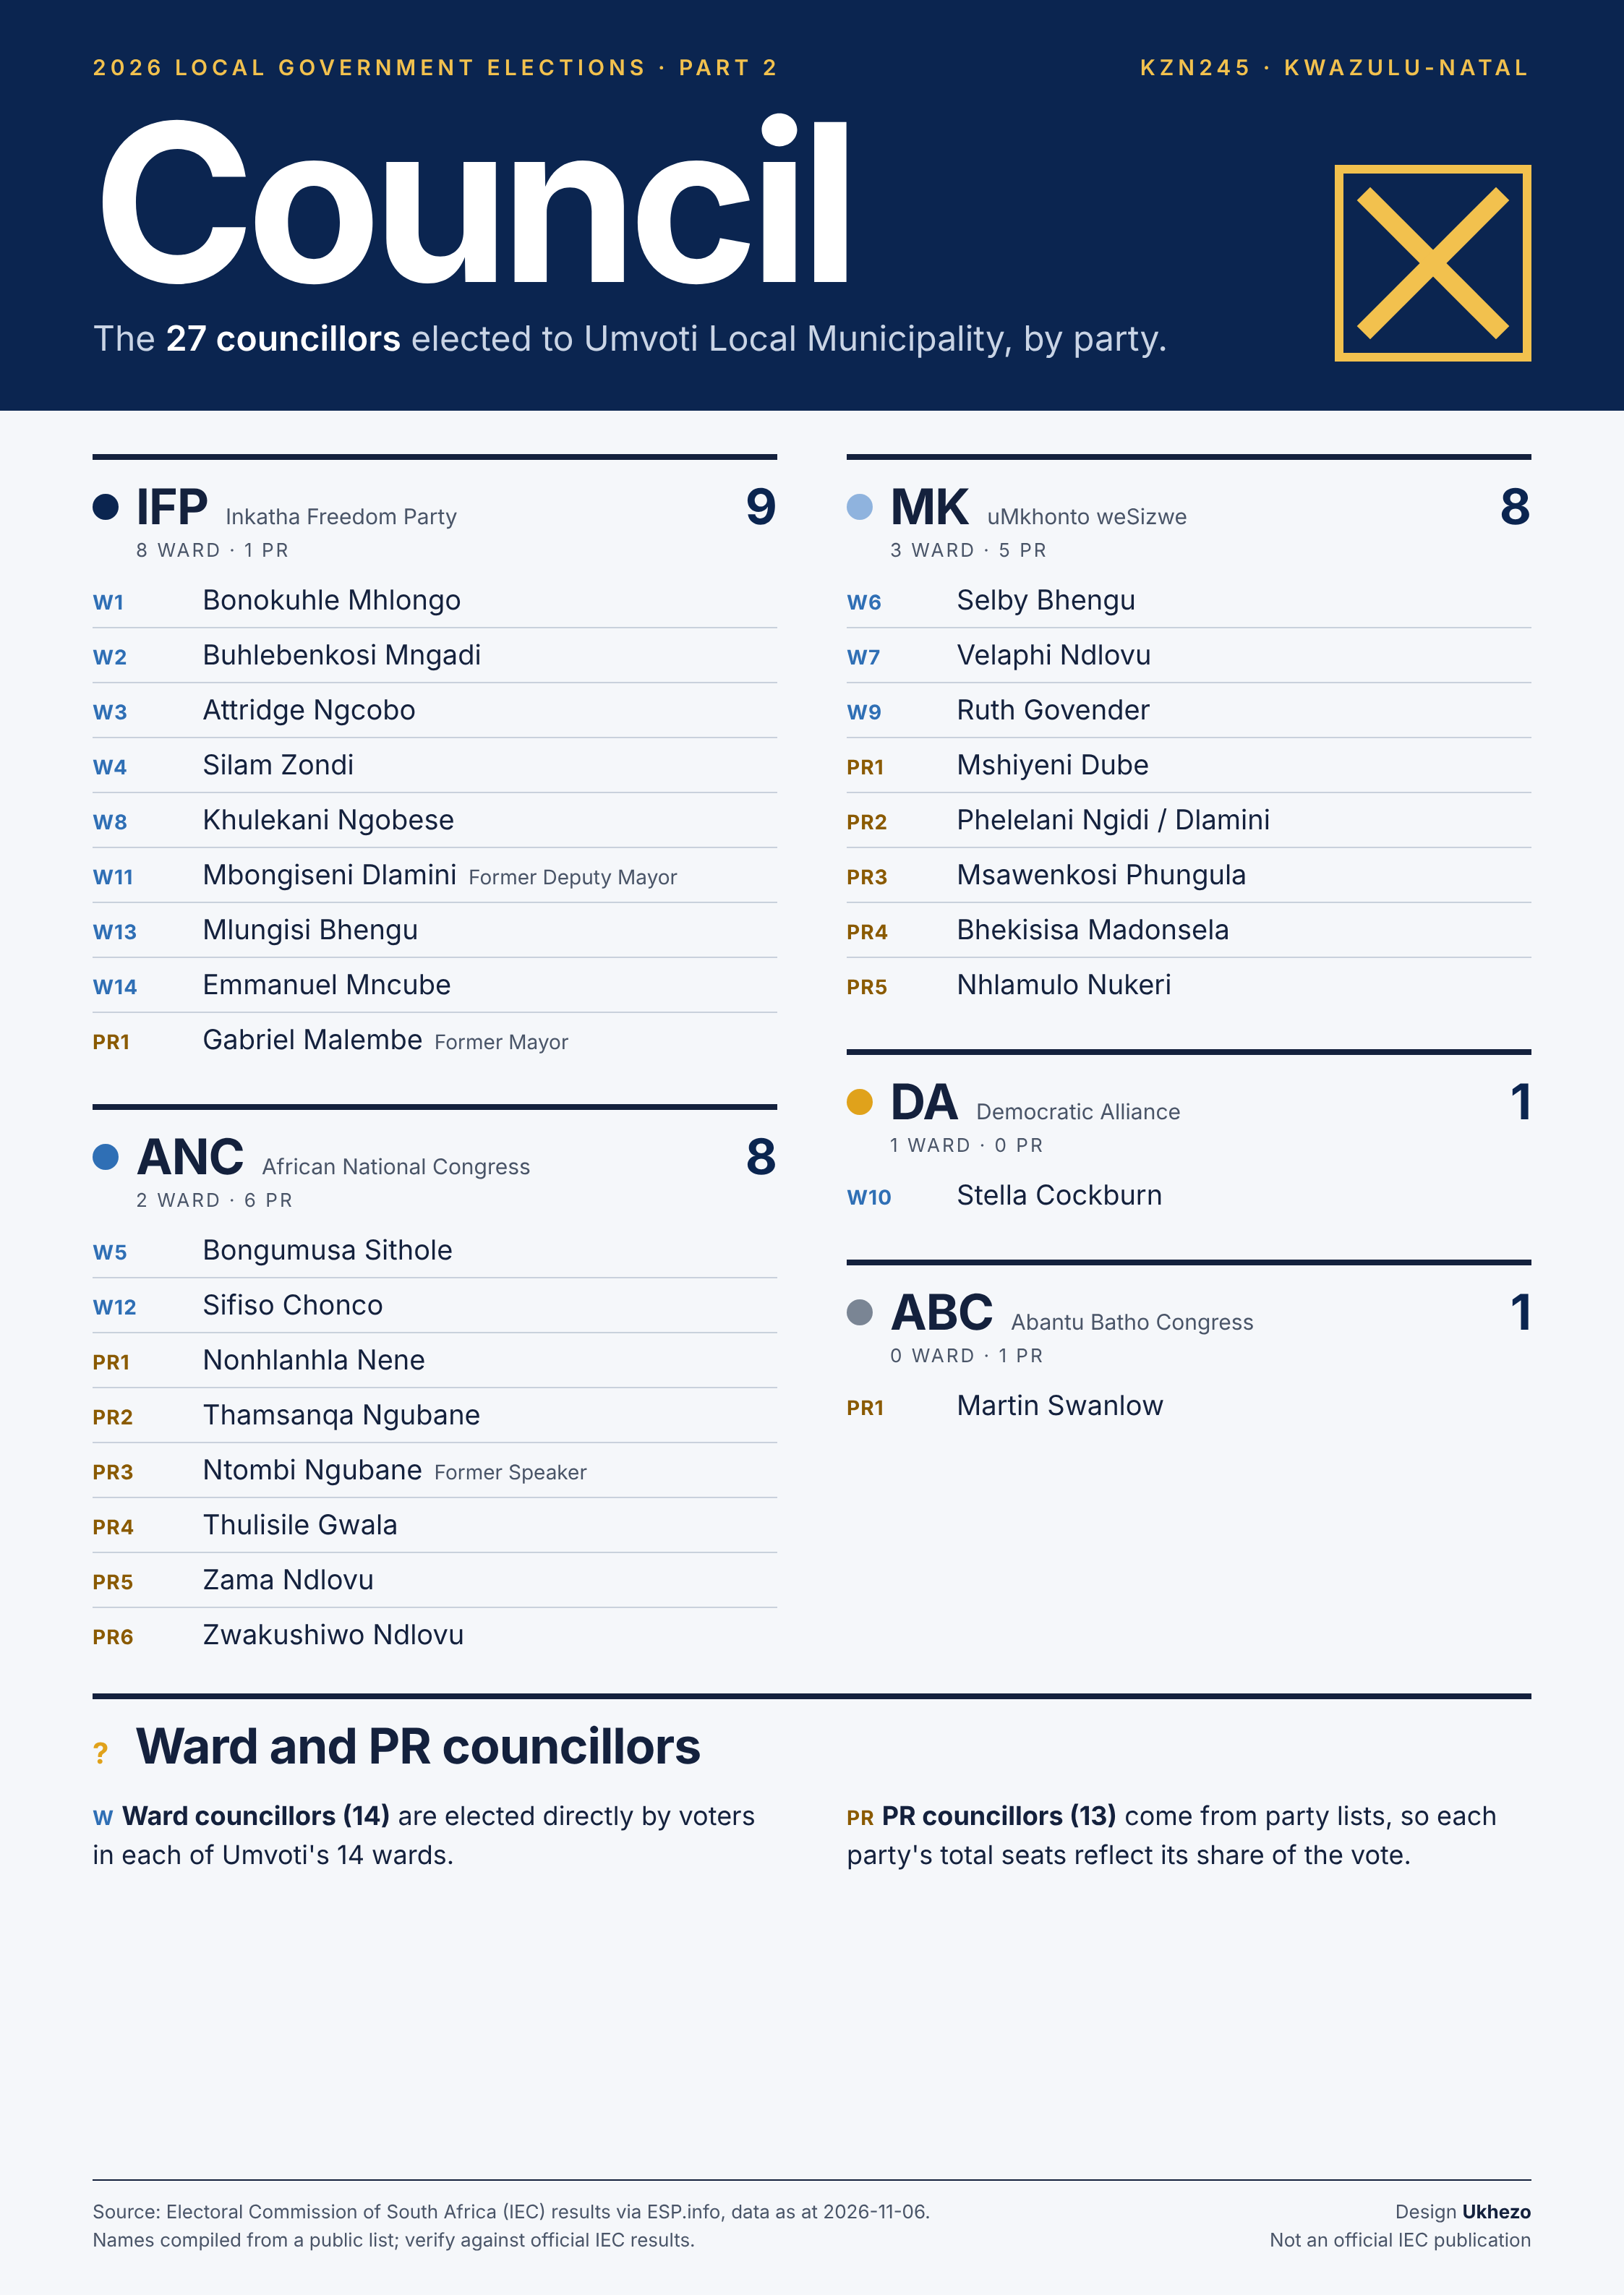 2026 LOCAL GOVERNMENT ELECTIONS · PART 2
KZN245 · KWAZULU-NATAL
Council
The 27 councillors elected to Umvoti Local Municipality, by party.
IFP Inkatha Freedom Party 9
8 WARD · 1 PR
W1 Bonokuhle Mhlongo
W2 Buhlebenkosi Mngadi
W3 Attridge Ngcobo
W4 Silam Zondi
W8 Khulekani Ngobese
W11 Mbongiseni Dlamini Former Deputy Mayor
W13 Mlungisi Bhengu
W14 Emmanuel Mncube
PR1 Gabriel Malembe Former Mayor
ANC African National Congress 8
2 WARD · 6 PR
W5 Bongumusa Sithole
W12 Sifiso Chonco
PR1 Nonhlanhla Nene
PR2 Thamsanqa Ngubane
PR3 Ntombi Ngubane Former Speaker
PR4 Thulisile Gwala
PR5 Zama Ndlovu
PR6 Zwakushiwo Ndlovu
MK uMkhonto weSizwe 8
3 WARD · 5 PR
W6 Selby Bhengu
W7 Velaphi Ndlovu
W9 Ruth Govender
PR1 Mshiyeni Dube
PR2 Phelelani Ngidi / Dlamini
PR3 Msawenkosi Phungula
PR4 Bhekisisa Madonsela
PR5 Nhlamulo Nukeri
DA Democratic Alliance 1
1 WARD · 0 PR
W10 Stella Cockburn
ABC Abantu Batho Congress 1
0 WARD · 1 PR
PR1 Martin Swanlow
? Ward and PR councillors
W Ward councillors (14) are elected directly by voters
in each of Umvoti's 14 wards.
PR PR councillors (13) come from party lists, so each
party's total seats reflect its share of the vote.
Source: Electoral Commission of South Africa (IEC) results via ESP.info, data as at 2026-11-06.
Names compiled from a public list; verify against official IEC results.
Design Ukhezo
Not an official IEC publication